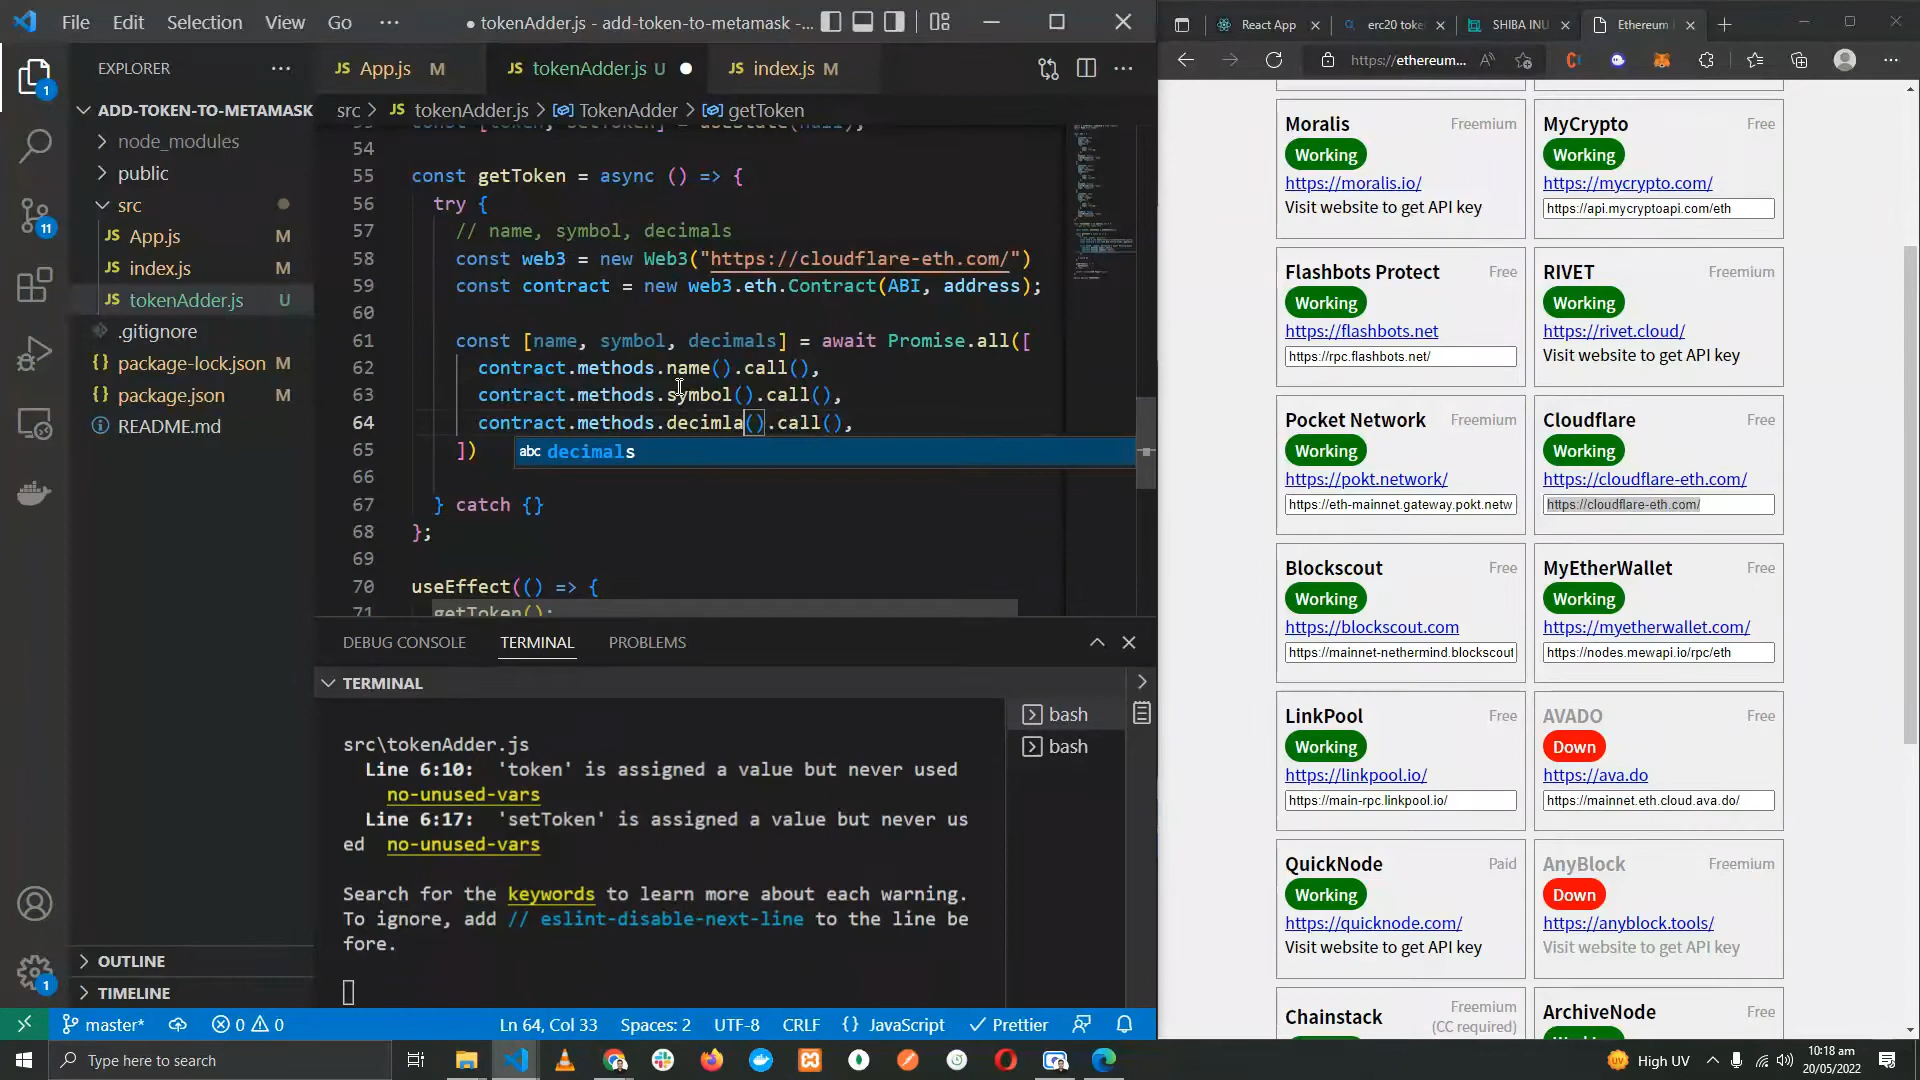 File Edit Selection View Go ···
● tokenAdder.js - add-token-to-metamask -...
EXPLORER ···
ADD-TOKEN-TO-METAMASK
node_modules
public
src
JS App.js M
JS index.js M
JS tokenAdder.js U
.gitignore
{} package-lock.json M
{} package.json M
README.md
OUTLINE
TIMELINE
1
11
1
JS App.js M
JS tokenAdder.js U ●
JS index.js M
src > JS tokenAdder.js > TokenAdder > getToken
54
55 const getToken = async () => {
56 try {
57 // name, symbol, decimals
58 const web3 = new Web3("https://cloudflare-eth.com/")
59 const contract = new web3.eth.Contract(ABI, address);
60
61 const [name, symbol, decimals] = await Promise.all([
62 contract.methods.name().call(),
63 contract.methods.symbol().call(),
64 contract.methods.decimla().call(),
65 ])
abc decimals
66
67 } catch {}
68 };
69
70 useEffect(() => {
71 getToken();
DEBUG CONSOLE TERMINAL PROBLEMS
TERMINAL
bash
bash
src\tokenAdder.js
Line 6:10: 'token' is assigned a value but never used
no-unused-vars
Line 6:17: 'setToken' is assigned a value but never us
ed no-unused-vars
Search for the keywords to learn more about each warning.
To ignore, add // eslint-disable-next-line to the line be
fore.
master* 0 0 Ln 64, Col 33 Spaces: 2 UTF-8 CRLF {} JavaScript Prettier
React App
erc20 toke
SHIBA INU
Ethereum
https://ethereum...
Moralis Freemium
Working
https://moralis.io/
Visit website to get API key
MyCrypto Free
Working
https://mycrypto.com/
https://api.mycryptoapi.com/eth
Flashbots Protect Free
Working
https://flashbots.net
https://rpc.flashbots.net/
RIVET Freemium
Working
https://rivet.cloud/
Visit website to get API key
Pocket Network Free
Working
https://pokt.network/
https://eth-mainnet.gateway.pokt.netw
Cloudflare Free
Working
https://cloudflare-eth.com/
https://cloudflare-eth.com/
Blockscout Free
Working
https://blockscout.com
https://mainnet-nethermind.blockscout
MyEtherWallet Free
Working
https://myetherwallet.com/
https://nodes.mewapi.io/rpc/eth
LinkPool Free
Working
https://linkpool.io/
https://main-rpc.linkpool.io/
AVADO Free
Down
https://ava.do
https://mainnet.eth.cloud.ava.do/
QuickNode Paid
Working
https://quicknode.com/
Visit website to get API key
AnyBlock Freemium
Down
https://anyblock.tools/
Visit website to get API key
Chainstack Freemium
(CC required)
ArchiveNode Free
Type here to search
High UV
10:18 am
20/05/2022